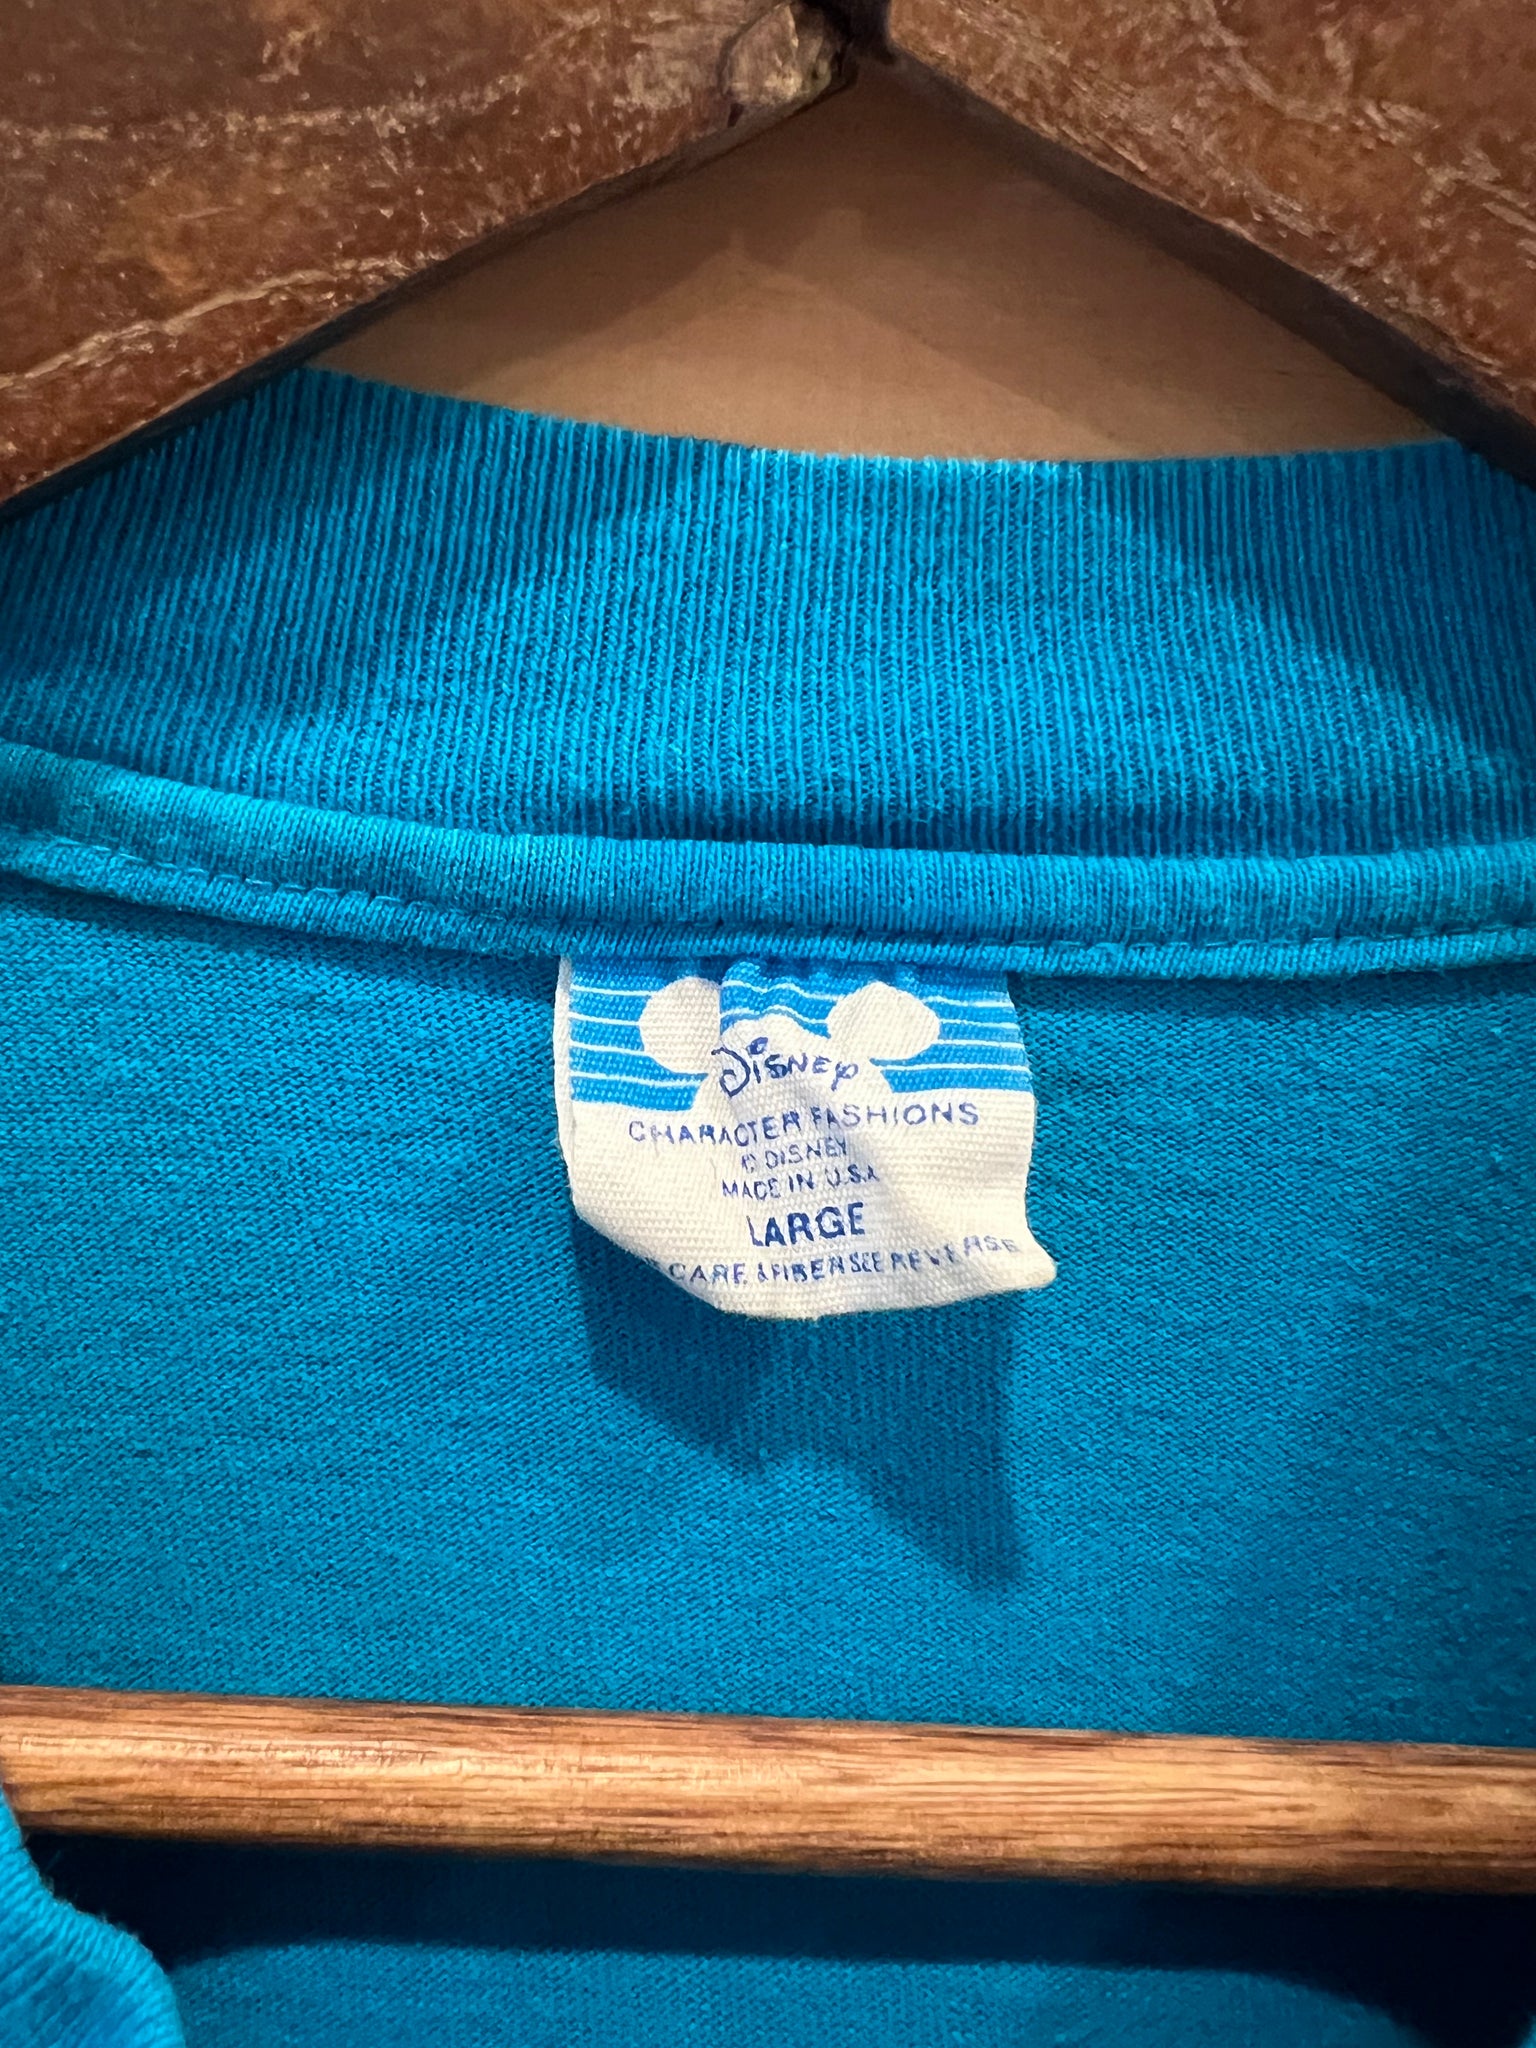 Disney
CHARACTER FASHIONS
© DISNEY
MADE IN U.S.A
LARGE
CARE & FIBER SEE REVERSE